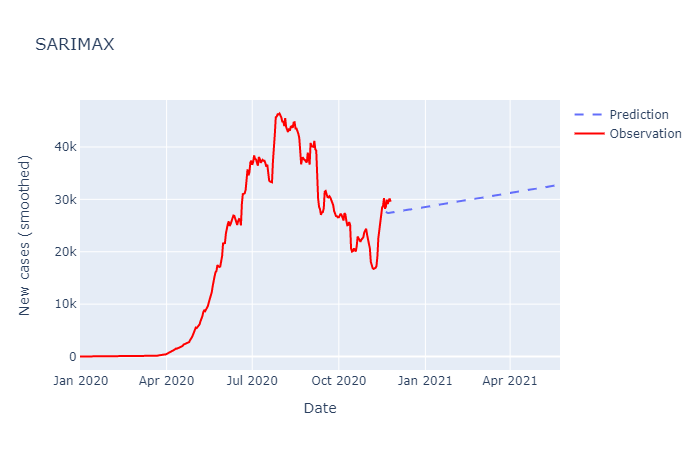 SARIMAX
Prediction
Observation
New cases (smoothed)
40k
30k
20k
10k
0
Jan 2020
Apr 2020
Jul 2020
Oct 2020
Jan 2021
Apr 2021
Date